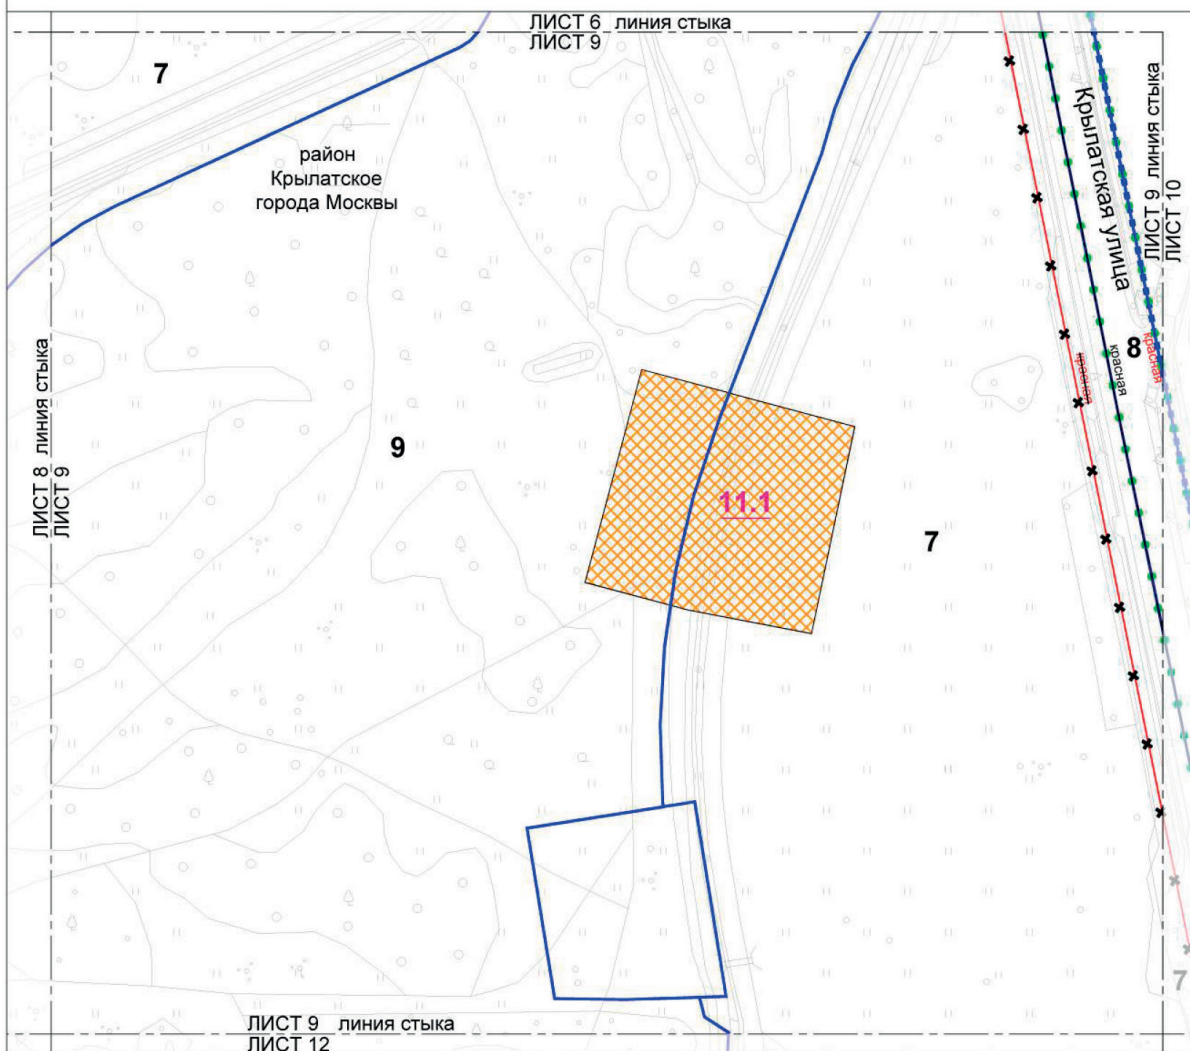 ЛИСТ 6 линия стыка
ЛИСТ 9
7
район
Крылатское
города Москвы
Крылатская улица
ЛИСТ 9 линия стыка
ЛИСТ 10
8
красная
красная
красная
ЛИСТ 8 линия стыка
ЛИСТ 9
9
11.1
7
7
ЛИСТ 9 линия стыка
ЛИСТ 12